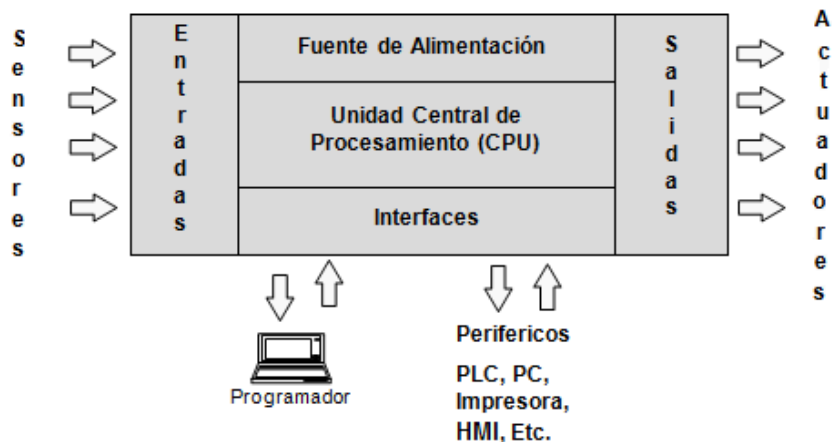 Sensores
Entradas
Fuente de Alimentación
Unidad Central de
Procesamiento (CPU)
Interfaces
Salidas
Actuadores
Programador
Perifericos
PLC, PC,
Impresora,
HMI, Etc.